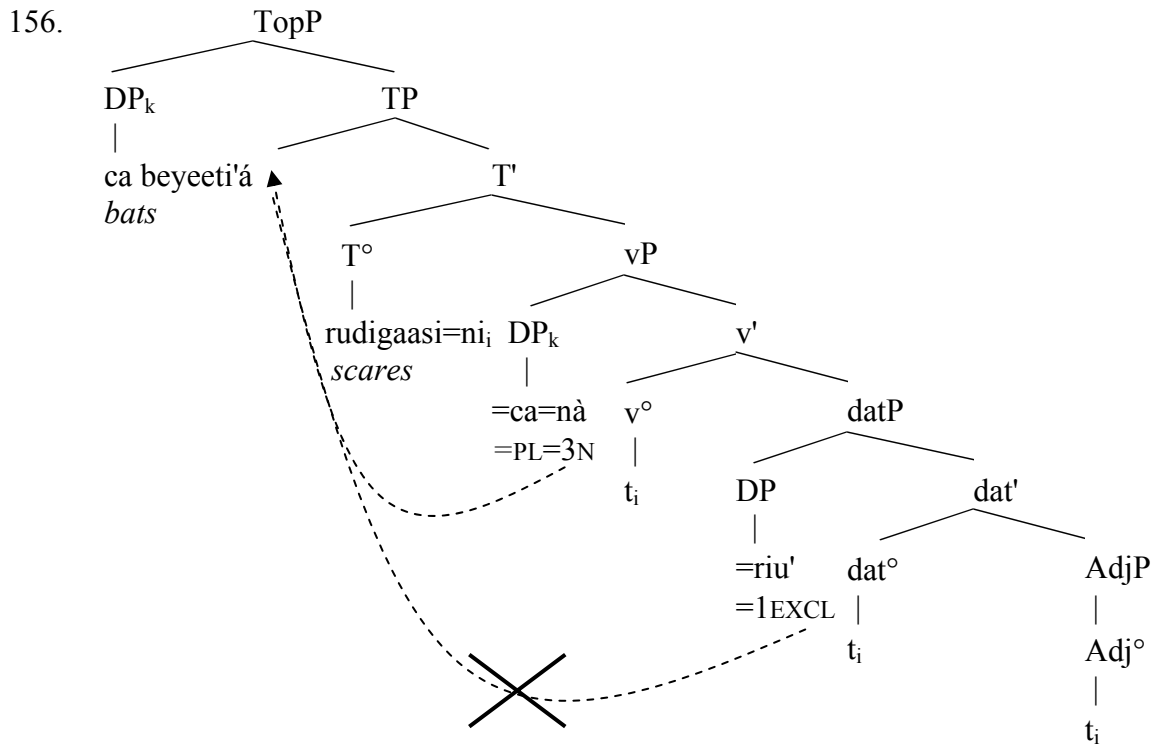 156. TopP
DPk TP
|
ca beyeeti'á T'
bats
T° vP
|
rudigaasi=nii DPk v'
scares |
=ca=nà v° datP
=PL=3N |
ti DP dat'
|
=riu' dat° AdjP
=1EXCL | |
ti Adj°
|
ti